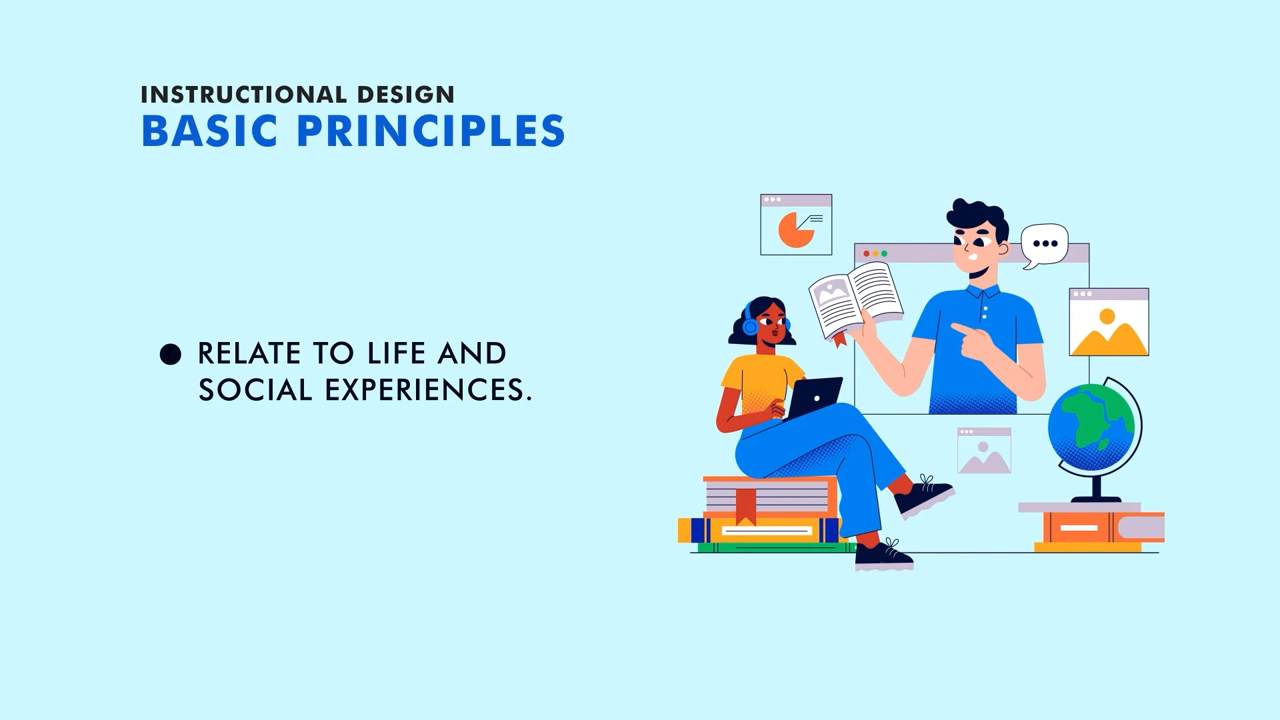 INSTRUCTIONAL DESIGN
BASIC PRINCIPLES
● RELATE TO LIFE AND
SOCIAL EXPERIENCES.